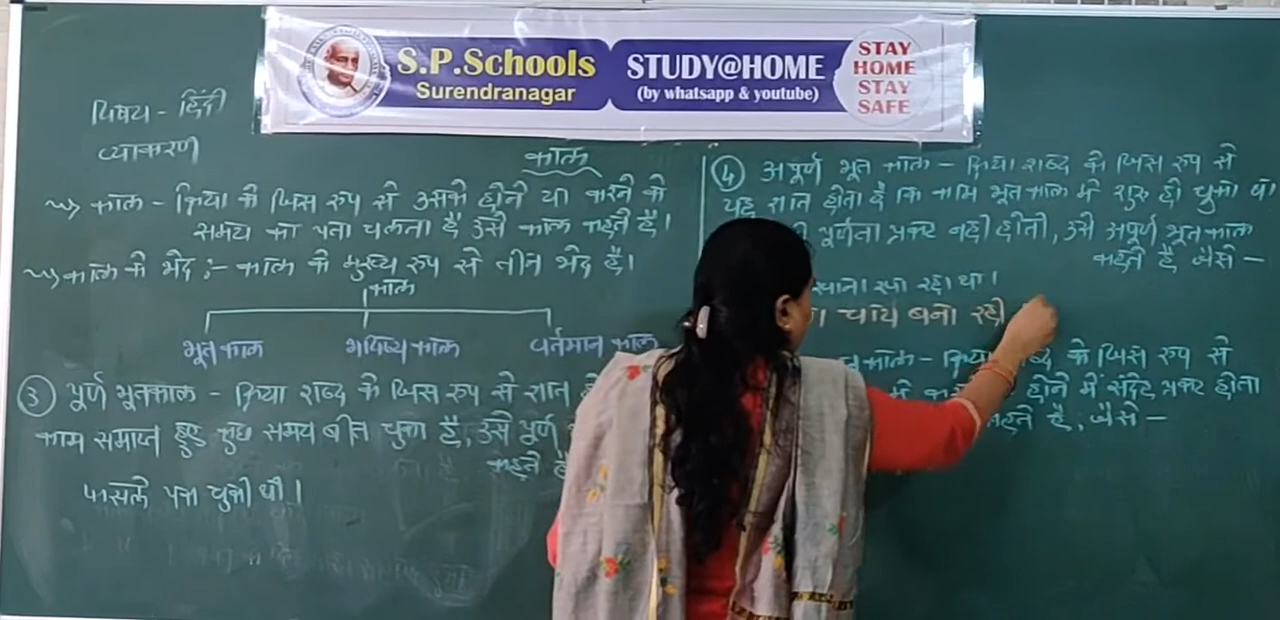 S.P.Schools
Surendranagar
STUDY@HOME
(by whatsapp & youtube)
STAY
HOME
STAY
SAFE
विषय - हिंदी
व्याकरण
काल
काल - क्रिया के जिस रुप से उसके होने या करने के
समय का पता चलता है उसे काल कहते है।
काल के भेद :- काल के मुख्य रुप से तीन भेद है।
काल
भूतकाल भविष्य काल वर्तमान काल
③ पूर्ण भूतकाल - क्रिया शब्द के जिस रुप से ज्ञात
काम समाप्त हुए कुछ समय बीत चुका है, उसे पूर्ण
कहते है
फसले पक चुकी थी।
④ अपूर्ण भूत काल - क्रिया शब्द के जिस रुप से
यह ज्ञात होता है कि काम भूतकाल में शुरु हो चुका था
पूर्णता प्रकट नही होती, उसे अपूर्ण भूतकाल
कहते है जैसे -
खाना खा रहा था।
चाय बना रही
काल - क्रिया शब्द के जिस रुप से
में होने में संदेह प्रकट होता
कहते है, जैसे -